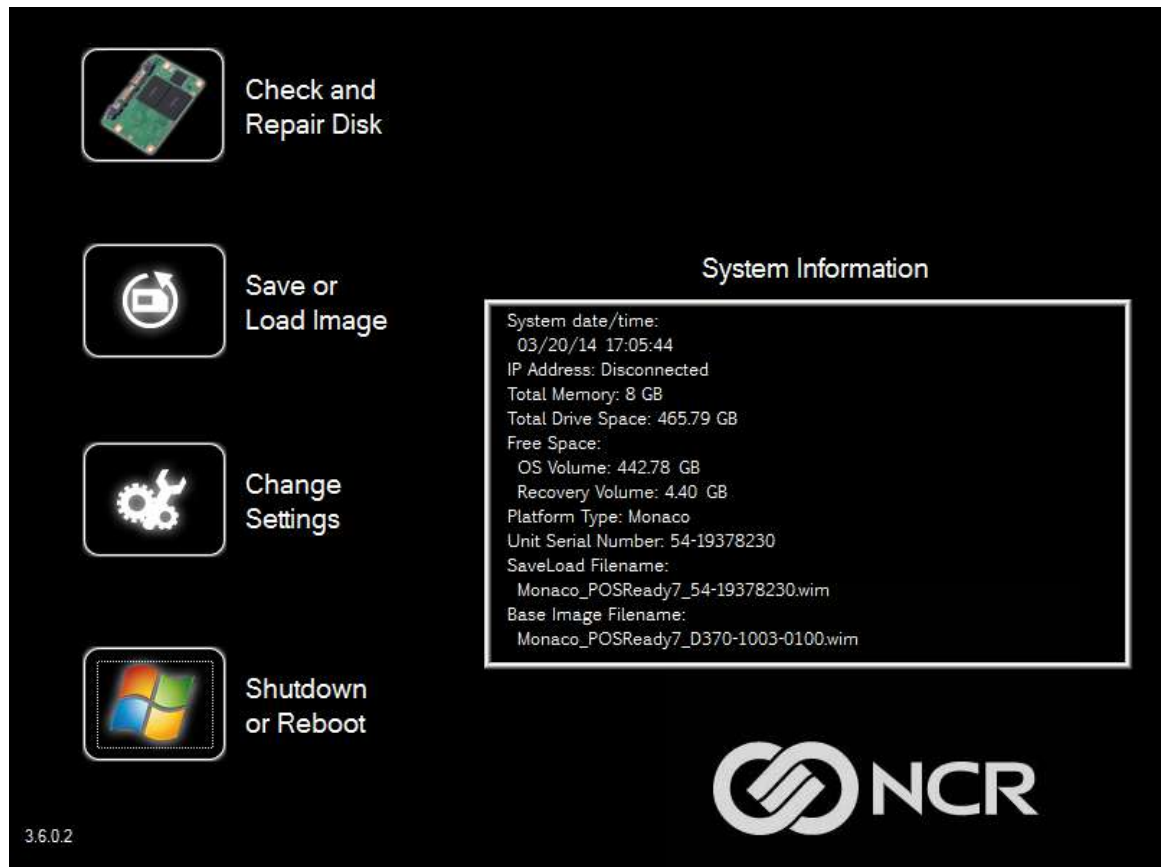 Check and
Repair Disk
Save or
Load Image
Change
Settings
Shutdown
or Reboot
System Information
System date/time:
03/20/14 17:05:44
IP Address: Disconnected
Total Memory: 8 GB
Total Drive Space: 465.79 GB
Free Space:
OS Volume: 442.78 GB
Recovery Volume: 4.40 GB
Platform Type: Monaco
Unit Serial Number: 54-19378230
SaveLoad Filename:
Monaco_POSReady7_54-19378230.wim
Base Image Filename:
Monaco_POSReady7_D370-1003-0100.wim
NCR
3.6.0.2